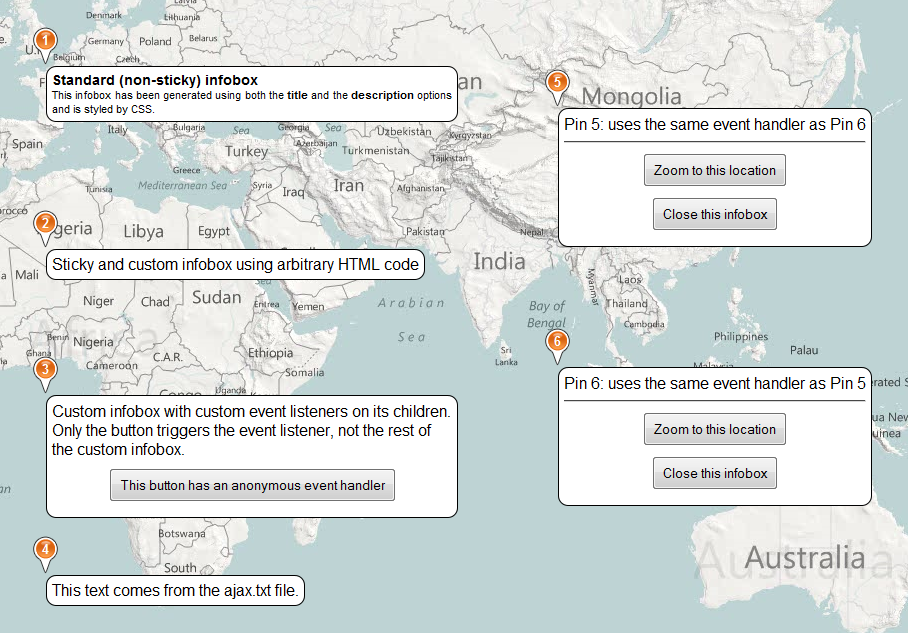 Latvia
Denmark
Lithuania
1
Belarus
Germany
Poland
Belgium
Czech
Standard (non-sticky) infobox
This infobox has been generated using both the title and the description options
and is styled by CSS.
5
Mongolia
Pin 5: uses the same event handler as Pin 6
Zoom to this location
Close this infobox
Italy
Bulgaria
Sea
Georgia
Sea
Uzbekistan
Kyrgyzstan
Spain
Azerbaijan
Turkmenistan
Tajikistan
Turkey
Greece
Tunisia
Mediterranean Sea
Syria
Iraq
Iran
Afghanistan
Pakistan
Nepal
2
Libya
Egypt
Sticky and custom infobox using arbitrary HTML code
India
Mali
Niger
Chad
Sudan
Eritrea
Yemen
Arabian
Sea
Myanmar
Laos
Thailand
Cambodia
Bay of
Bengal
Philippines
Palau
Sri
Lanka
Benin
Nigeria
Ghana
Cameroon
C.A.R.
Ethiopia
Somalia
Uganda
3
Custom infobox with custom event listeners on its children.
Only the button triggers the event listener, not the rest of
the custom infobox.
This button has an anonymous event handler
6
Pin 6: uses the same event handler as Pin 5
Zoom to this location
Close this infobox
Botswana
South
4
This text comes from the ajax.txt file.
Australia